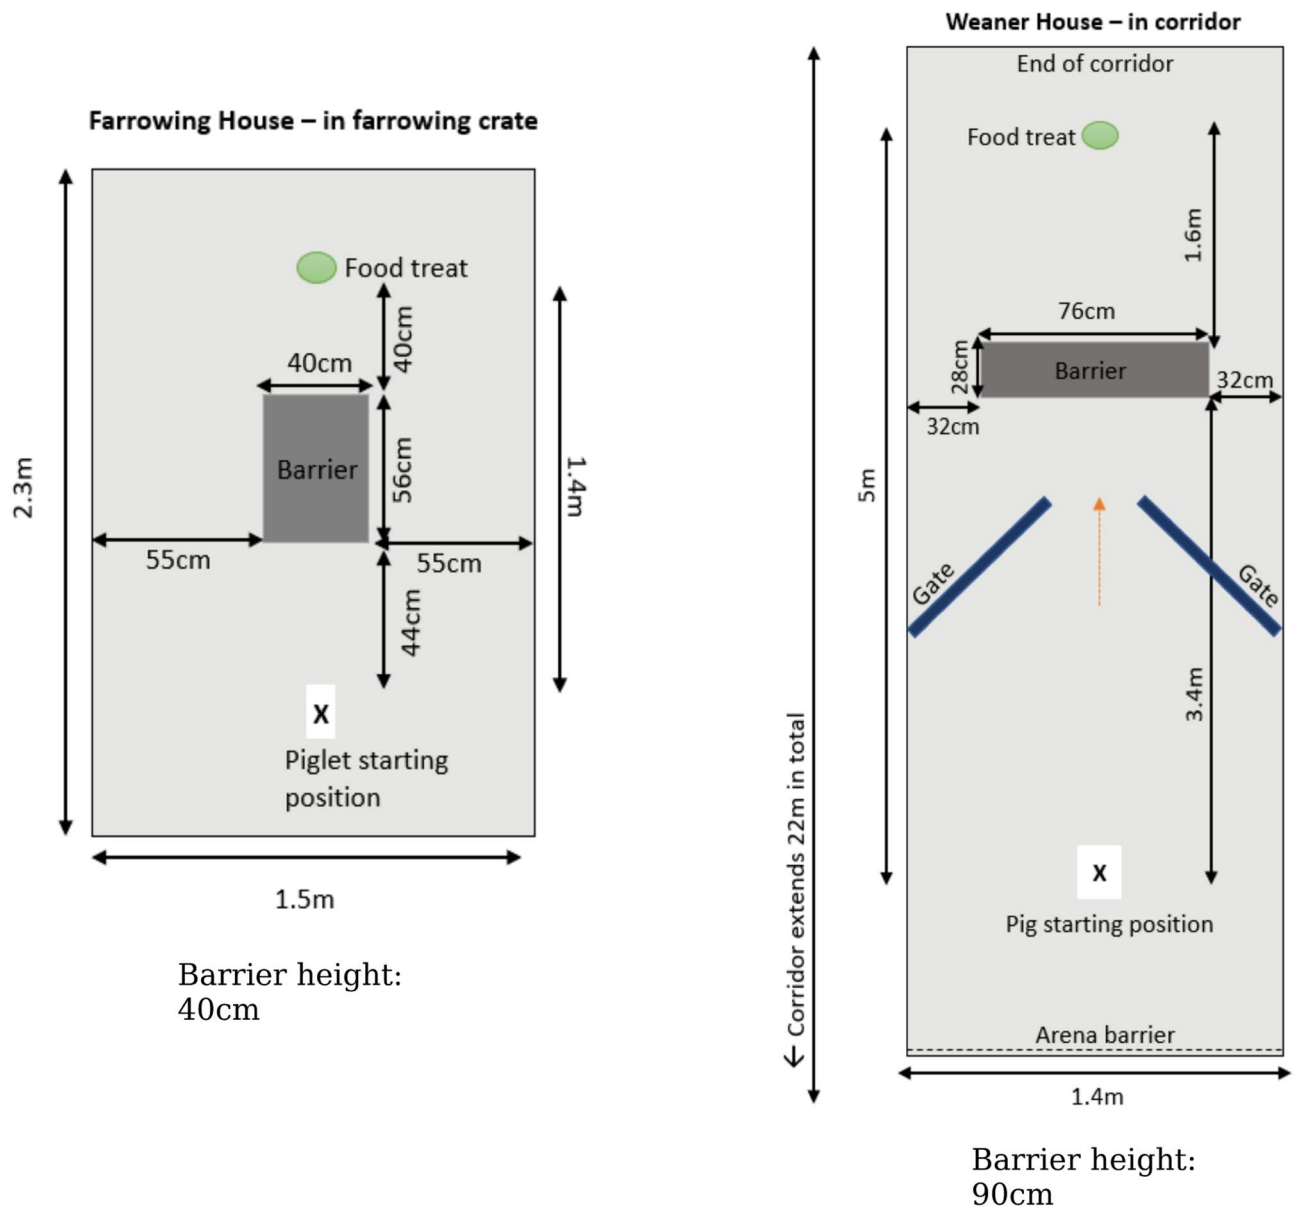 Farrowing House – in farrowing crate
Food treat
40cm
40cm
Barrier
56cm
2.3m
1.4m
55cm
55cm
44cm
X
Piglet starting
position
1.5m
Barrier height:
40cm
Weaner House – in corridor
End of corridor
Food treat
1.6m
76cm
28cm
Barrier
32cm
32cm
5m
Gate
Gate
3.4m
← Corridor extends 22m in total
X
Pig starting position
Arena barrier
1.4m
Barrier height:
90cm